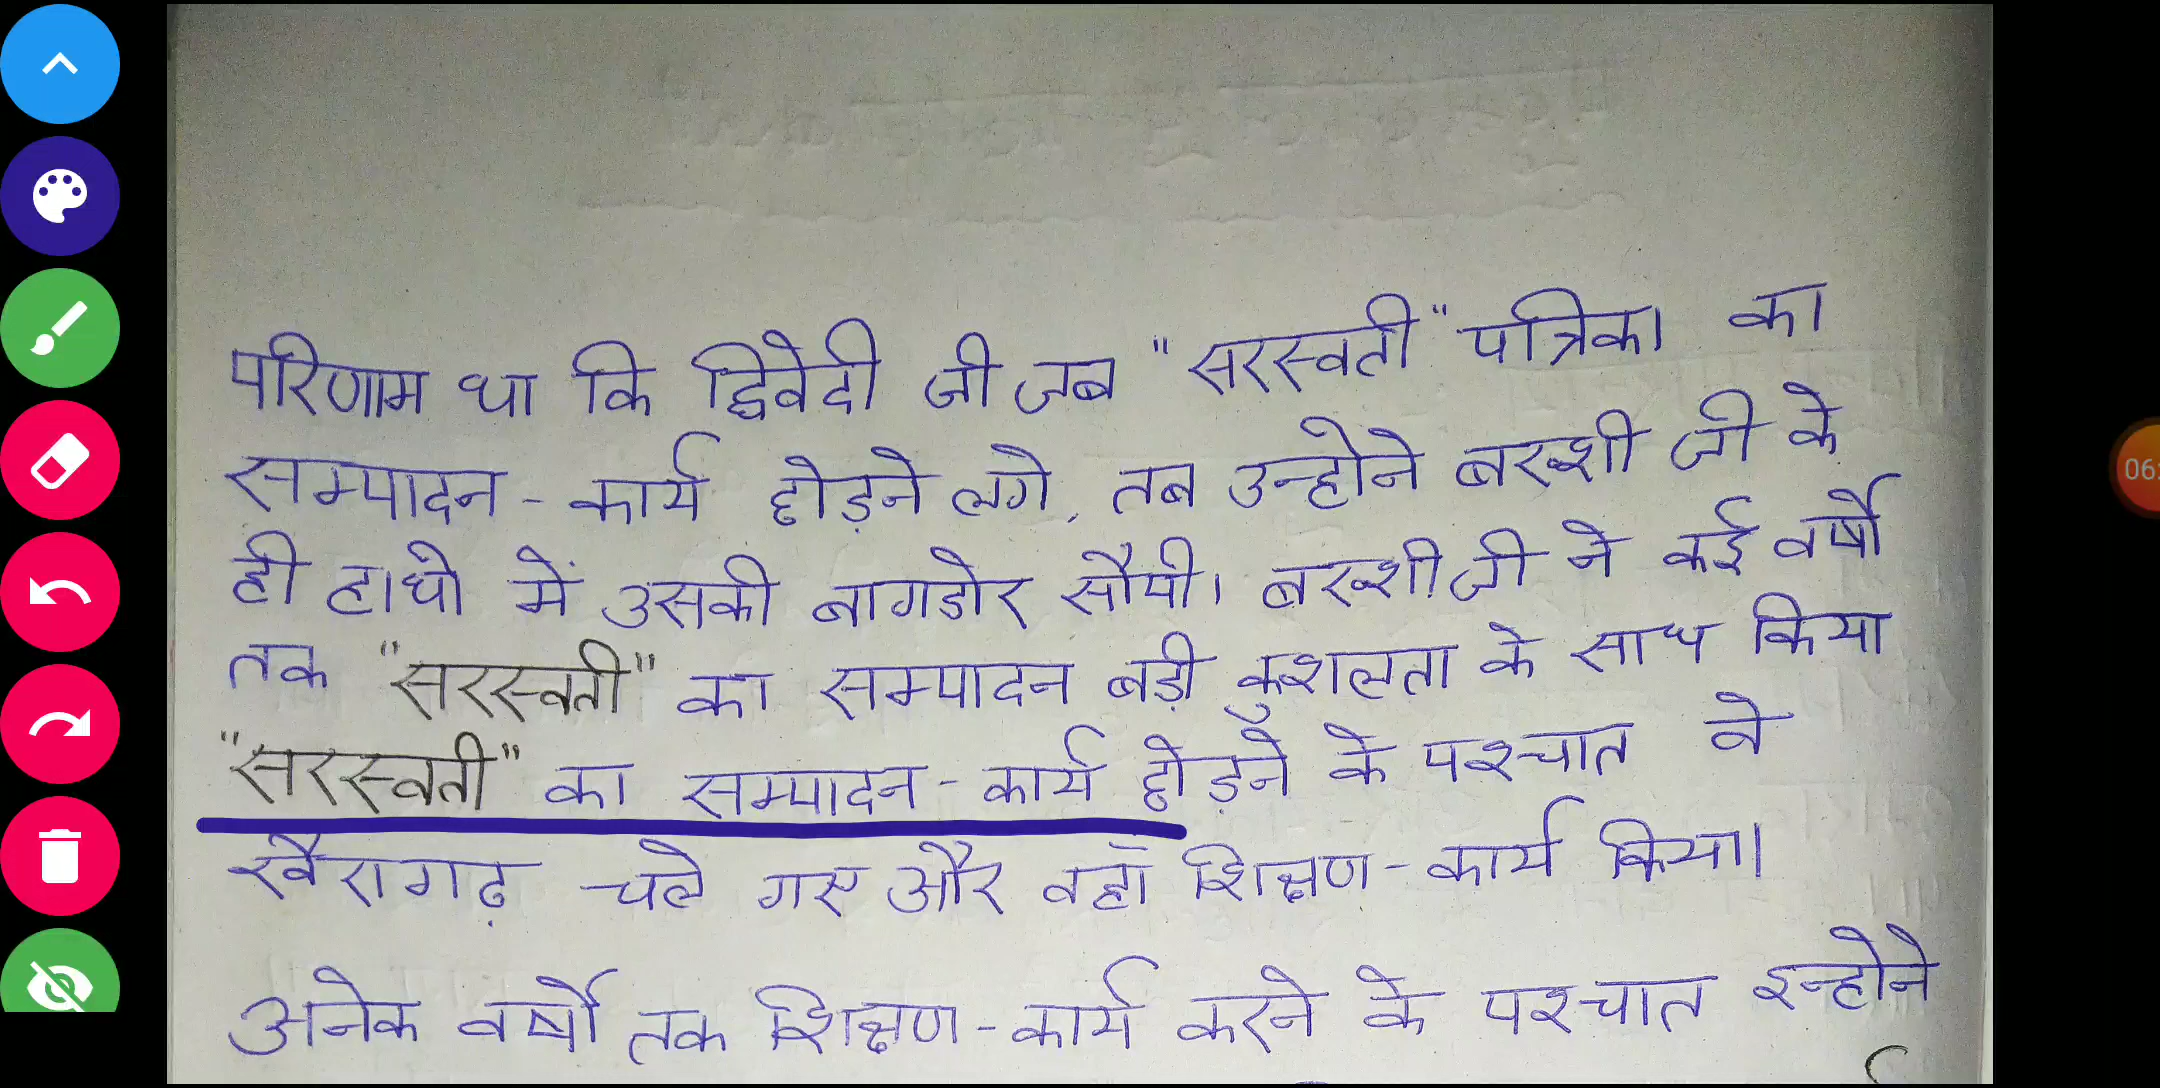 परिणाम था कि द्विवेदी जी जब "सरस्वती" पत्रिका का
सम्पादन - कार्य छोड़ने लगे, तब उन्होने बख्शी जी के
ही हाथो में उसकी बागडोर सौपी। बख्शी जी ने कई वर्षो
तक "सरस्वती" का सम्पादन बड़ी कुशलता के साथ किया
"सरस्वती" का सम्पादन - कार्य छोड़ने के पश्चात वे
खैरागढ़ चले गए और वहाँ शिक्षण - कार्य किया।
अनेक वर्षो तक शिक्षण - कार्य करने के पश्चात इन्होने
06: